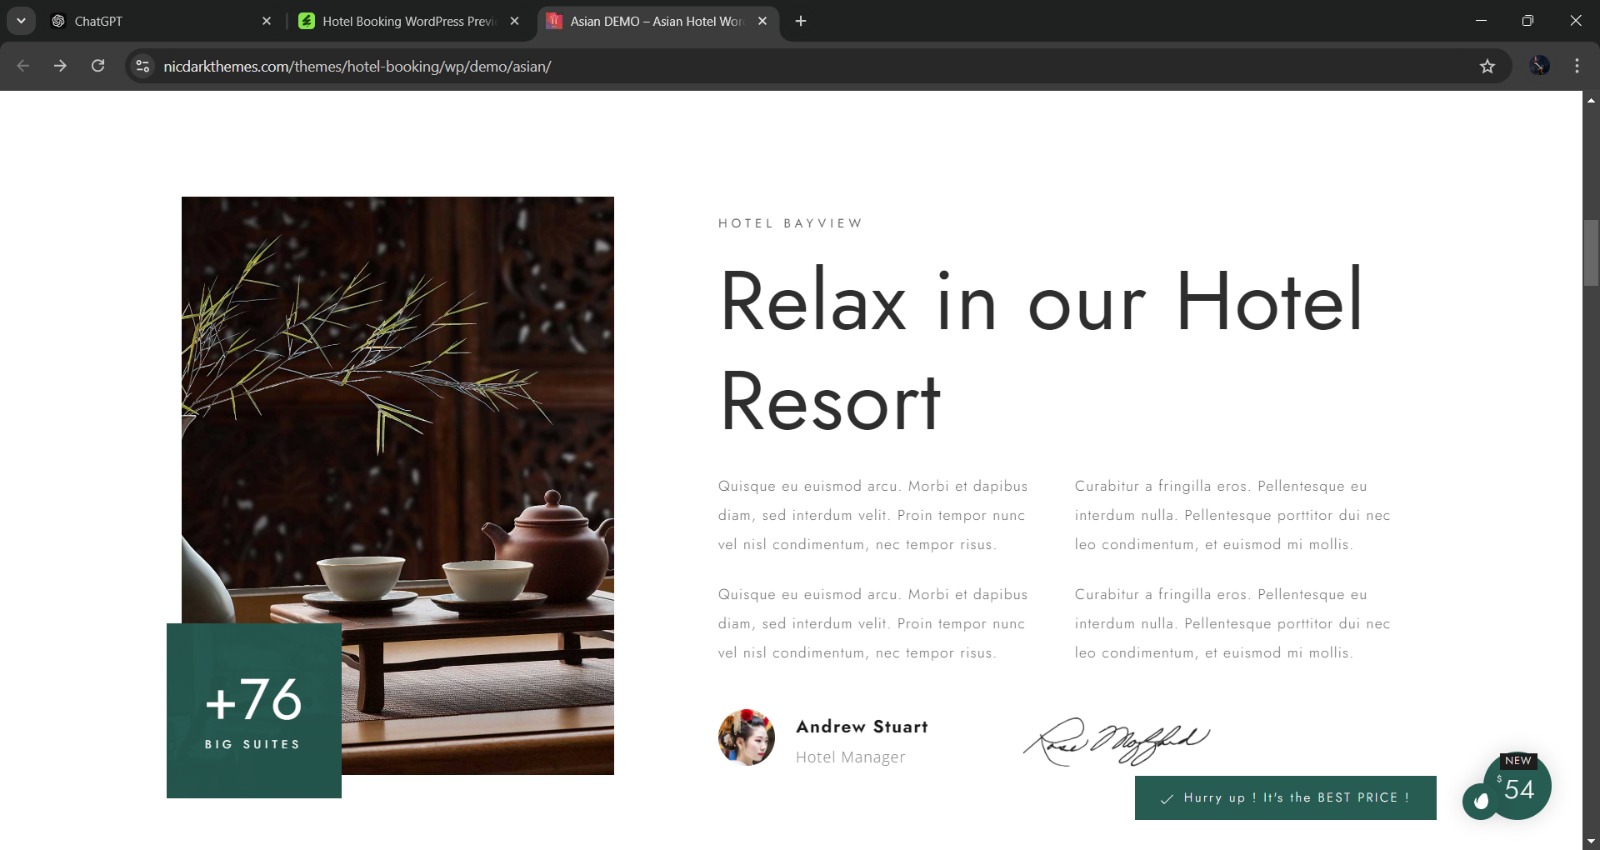 ChatGPT
Hotel Booking WordPress Previ
Asian DEMO – Asian Hotel Wor
nicdarkthemes.com/themes/hotel-booking/wp/demo/asian/
HOTEL BAYVIEW
Relax in our Hotel
Resort
Quisque eu euismod arcu. Morbi et dapibus
diam, sed interdum velit. Proin tempor nunc
vel nisl condimentum, nec tempor risus.
Curabitur a fringilla eros. Pellentesque eu
interdum nulla. Pellentesque porttitor dui nec
leo condimentum, et euismod mi mollis.
Quisque eu euismod arcu. Morbi et dapibus
diam, sed interdum velit. Proin tempor nunc
vel nisl condimentum, nec tempor risus.
Curabitur a fringilla eros. Pellentesque eu
interdum nulla. Pellentesque porttitor dui nec
leo condimentum, et euismod mi mollis.
+76
BIG SUITES
Andrew Stuart
Hotel Manager
Rose Mofford
Hurry up ! It's the BEST PRICE !
NEW
$54